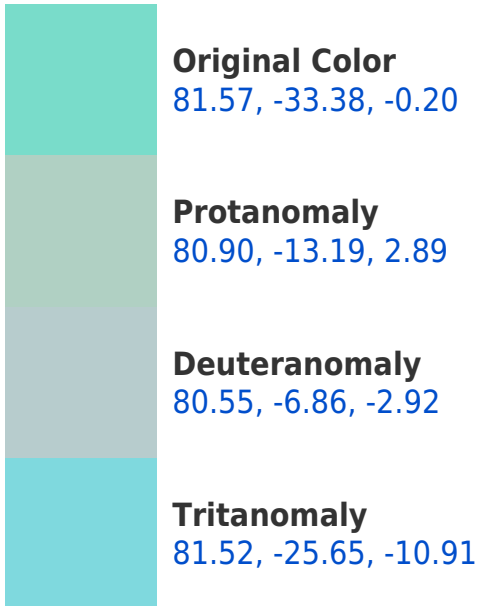 Original Color
81.57, -33.38, -0.20
Protanomaly
80.90, -13.19, 2.89
Deuteranomaly
80.55, -6.86, -2.92
Tritanomaly
81.52, -25.65, -10.91